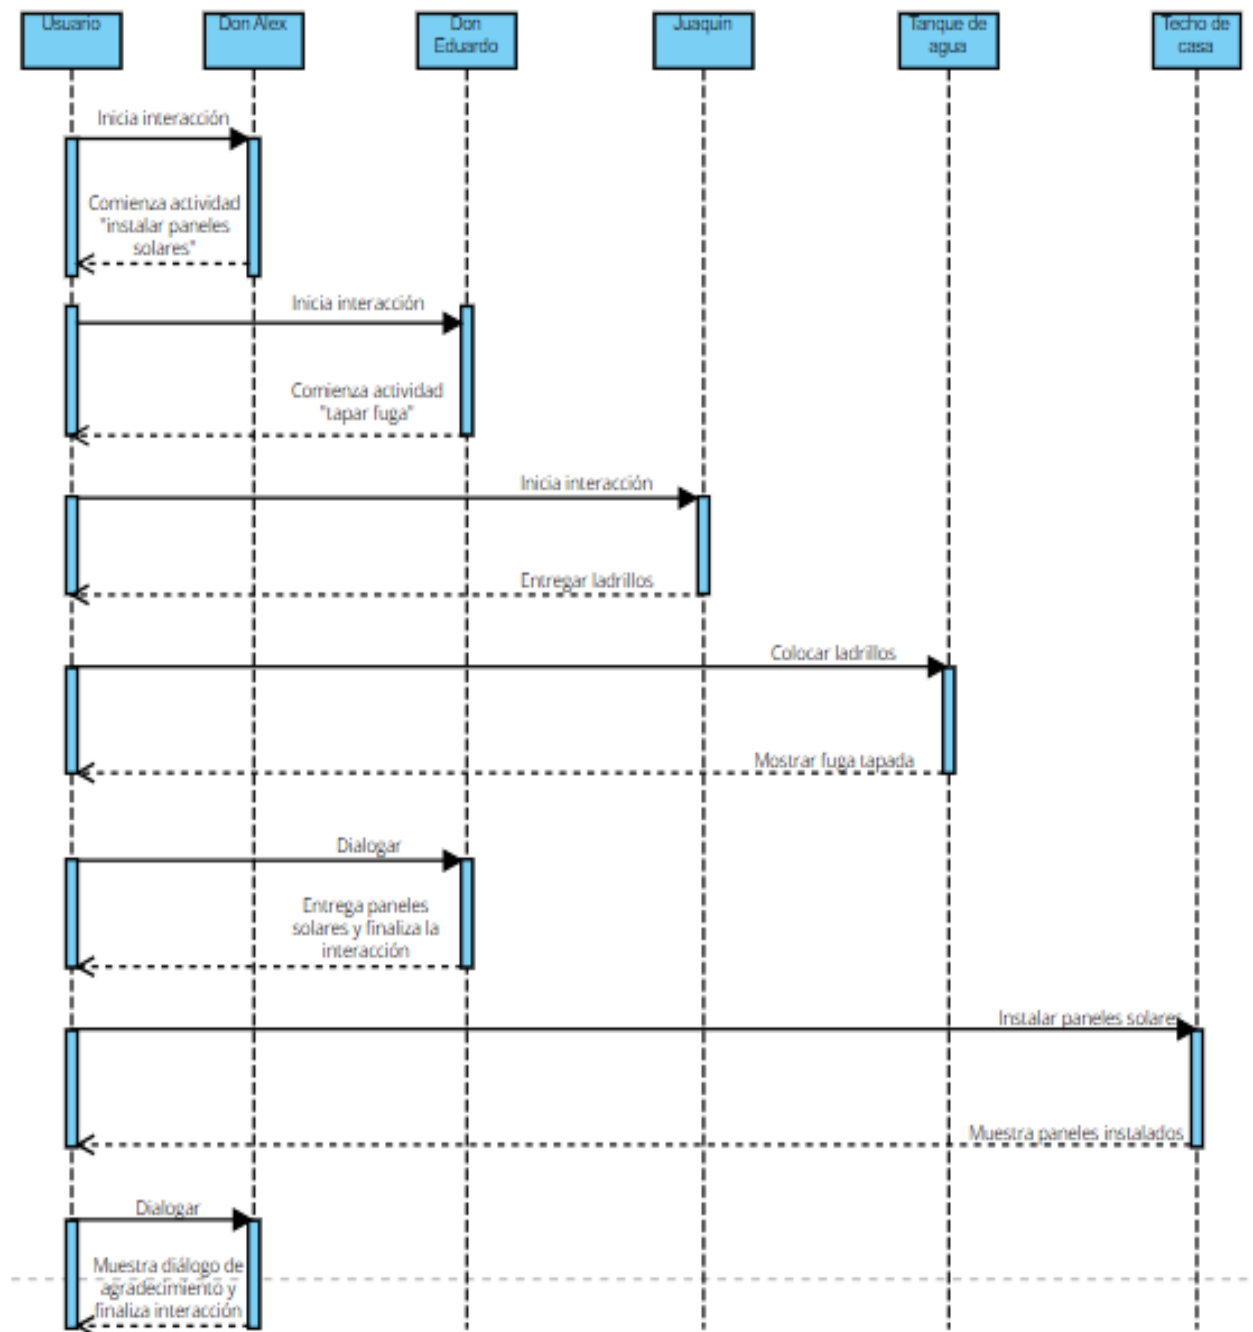 Usuario
Don Alex
Don
Eduardo
Juaquin
Tanque de
agua
Techo de
casa
Inicia interacción
Comienza actividad
"instalar paneles
solares"
Inicia interacción
Comienza actividad
"tapar fuga"
Inicia interacción
Entregar ladrillos
Colocar ladrillos
Mostrar fuga tapada
Dialogar
Entrega paneles
solares y finaliza la
interacción
Instalar paneles solares
Muestra paneles instalados
Dialogar
Muestra diálogo de
agradecimiento y
finaliza interacción